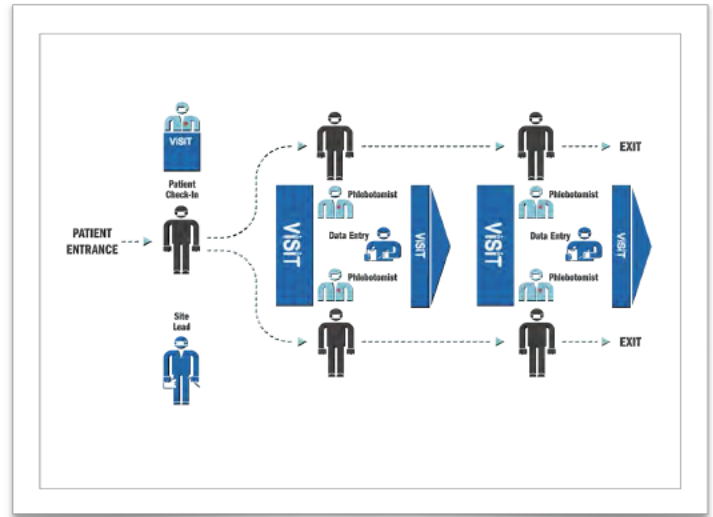 ViSiT
Patient
Check-In
PATIENT
ENTRANCE
Site
Lead
EXIT
Phlebotomist
ViSiT
Data Entry
ViSiT
Phlebotomist
Phlebotomist
ViSiT
Data Entry
ViSiT
Phlebotomist
EXIT